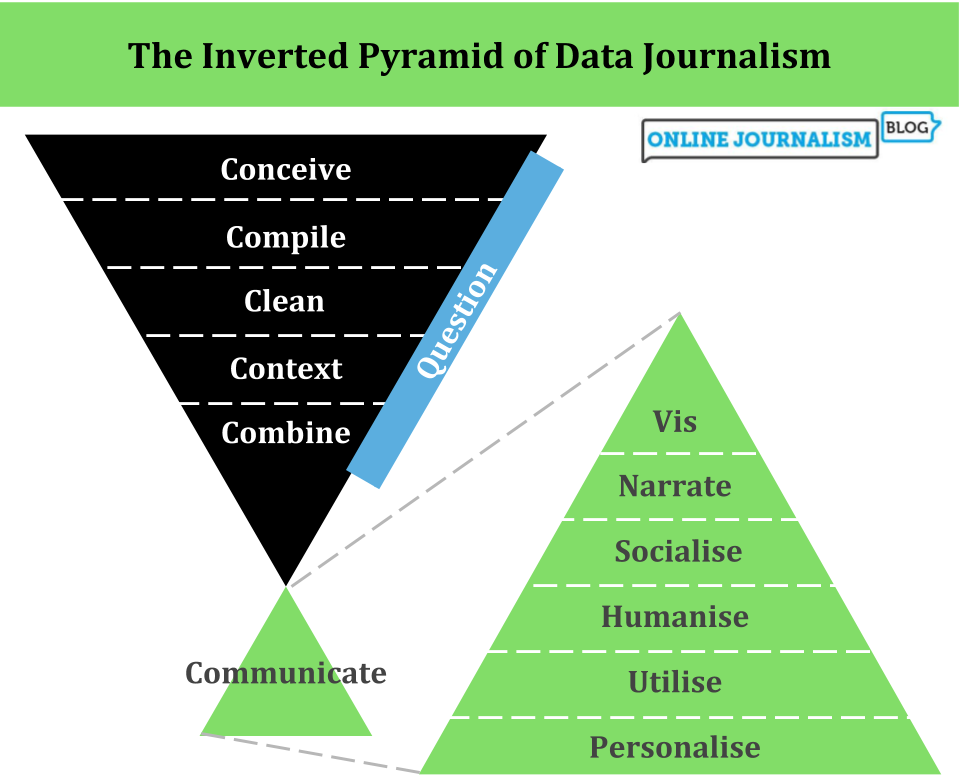 The Inverted Pyramid of Data Journalism
ONLINE JOURNALISM
BLOG
Conceive
Compile
Clean
Context
Combine
Question
Communicate
Vis
Narrate
Socialise
Humanise
Utilise
Personalise